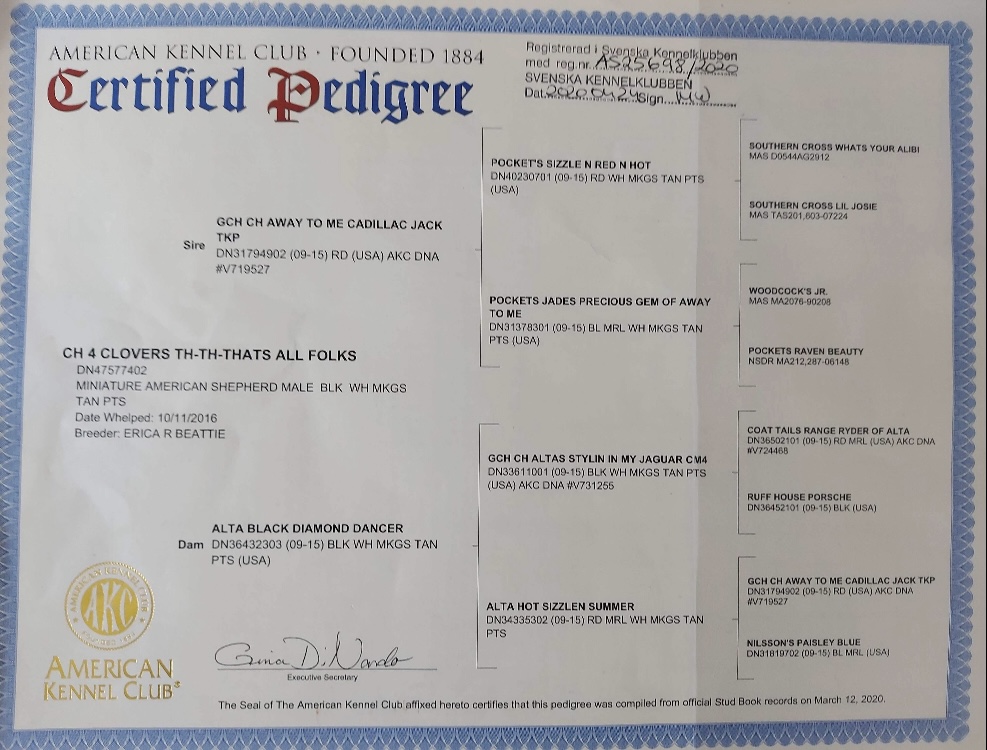 AMERICAN KENNEL CLUB · FOUNDED 1884
Certified Pedigree
Registrerad i Svenska Kennelklubben
med reg.nr. AS25698/2020
SVENSKA KENNELKLUBBEN
Dat. 20200424 Sign.
Sire
GCH CH AWAY TO ME CADILLAC JACK
TKP
DN31794902 (09-15) RD (USA) AKC DNA
#V719527
CH 4 CLOVERS TH-TH-THATS ALL FOLKS
DN47577402
MINIATURE AMERICAN SHEPHERD MALE BLK WH MKGS
TAN PTS
Date Whelped: 10/11/2016
Breeder: ERICA R BEATTIE
Dam
ALTA BLACK DIAMOND DANCER
DN36432303 (09-15) BLK WH MKGS TAN
PTS (USA)
POCKET'S SIZZLE N RED N HOT
DN40230701 (09-15) RD WH MKGS TAN PTS
(USA)
POCKETS JADES PRECIOUS GEM OF AWAY
TO ME
DN31378301 (09-15) BL MRL WH MKGS TAN
PTS (USA)
GCH CH ALTAS STYLIN IN MY JAGUAR CM4
DN33611001 (09-15) BLK WH MKGS TAN PTS
(USA) AKC DNA #V731255
ALTA HOT SIZZLEN SUMMER
DN34335302 (09-15) RD MRL WH MKGS TAN
PTS
SOUTHERN CROSS WHATS YOUR ALIBI
MAS D0544AG2912
SOUTHERN CROSS LIL JOSIE
MAS TAS201,603-07224
WOODCOCK'S JR.
MAS MA2076-90208
POCKETS RAVEN BEAUTY
NSDR MA212,287-06148
COAT TAILS RANGE RYDER OF ALTA
DN36502101 (09-15) RD MRL (USA) AKC DNA
#V724468
RUFF HOUSE PORSCHE
DN36452101 (09-15) BLK (USA)
GCH CH AWAY TO ME CADILLAC JACK TKP
DN31794902 (09-15) RD (USA) AKC DNA
#V719527
NILSSON'S PAISLEY BLUE
DN31819702 (09-15) BL MRL (USA)
AMERICAN KENNEL CLUB
AKC
FOUNDED 1884
AMERICAN
KENNEL CLUB®
Gina DiNardo
Executive Secretary
The Seal of The American Kennel Club affixed hereto certifies that this pedigree was compiled from official Stud Book records on March 12, 2020.